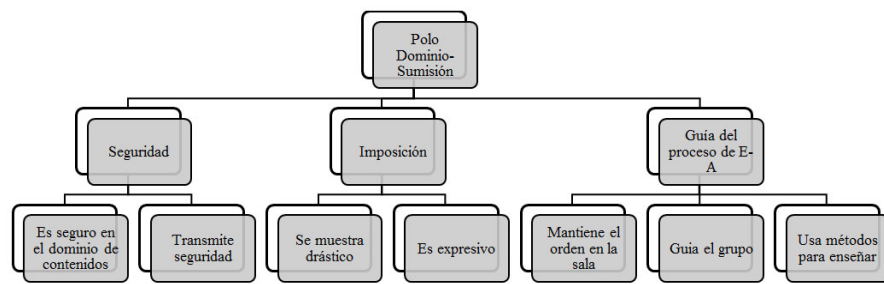 Polo
Dominio-
Sumisión
Seguridad
Imposición
Guía del
proceso de E-
A
Es seguro en
el dominio de
contenidos
Transmite
seguridad
Se muestra
drástico
Es expresivo
Mantiene el
orden en la
sala
Guia el grupo
Usa métodos
para enseñar